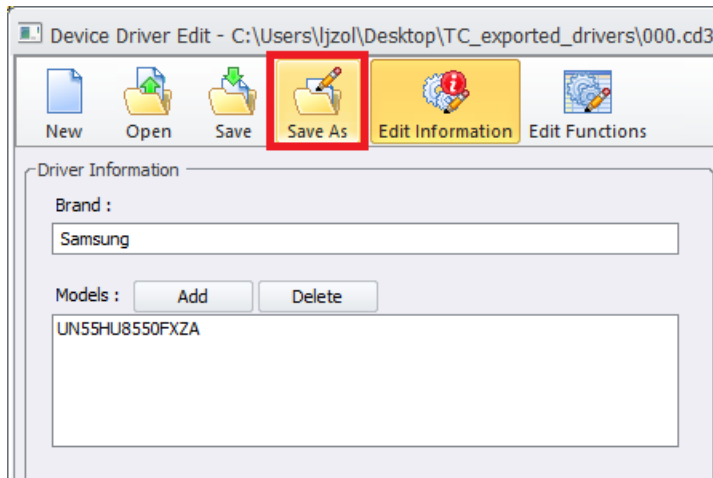 Device Driver Edit - C:\Users\ljzol\Desktop\TC_exported_drivers\000.cd3
New Open Save Save As Edit Information Edit Functions
Driver Information
Brand :
Samsung
Models : Add Delete
UN55HU8550FXZA